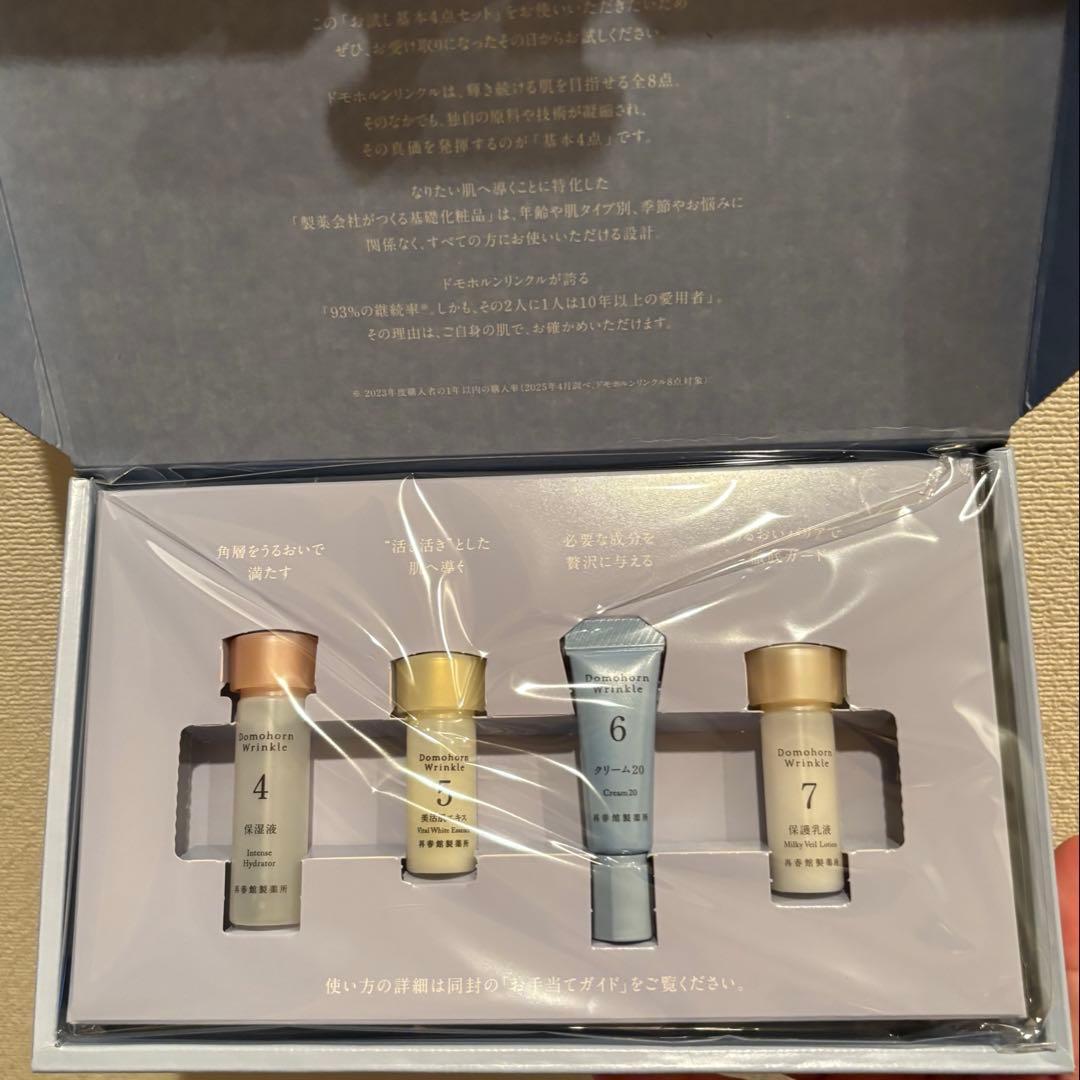 この「お試し基本4点セット」をお使いいただきたいため
ぜひ、お受け取りになったその日からお試しください。
ドモホルンリンクルは、輝き続ける肌を目指せる全8点。
そのなかでも、独自の原料や技術が凝縮され、
その真価を発揮するのが「基本4点」です。
なりたい肌へ導くことに特化した
「製薬会社がつくる基礎化粧品」は、年齢や肌タイプ別、季節やお悩みに
関係なく、すべての方にお使いいただける設計。
ドモホルンリンクルが誇る
「93%の継続率※。しかも、その2人に1人は10年以上の愛用者」。
その理由は、ご自身の肌で、お確かめいただけます。
※ 2023年度購入者の1年以内の購入率(2025年4月調べ、ドモホルンリンクル8点対象)
角層をうるおいで
満たす
“活き活き”とした
肌へ導く
必要な成分を
贅沢に与える
うるおいバリアで
徹底ガード
Domohorn
Wrinkle
4
保湿液
Intense
Hydrator
再春館製薬所
Domohorn
Wrinkle
5
美活肌エキス
Vital White Essence
再春館製薬所
Domohorn
Wrinkle
6
クリーム20
Cream20
再春館製薬所
Domohorn
Wrinkle
7
保護乳液
Milky Veil Lotion
再春館製薬所
使い方の詳細は同封の「お手当てガイド」をご覧ください。